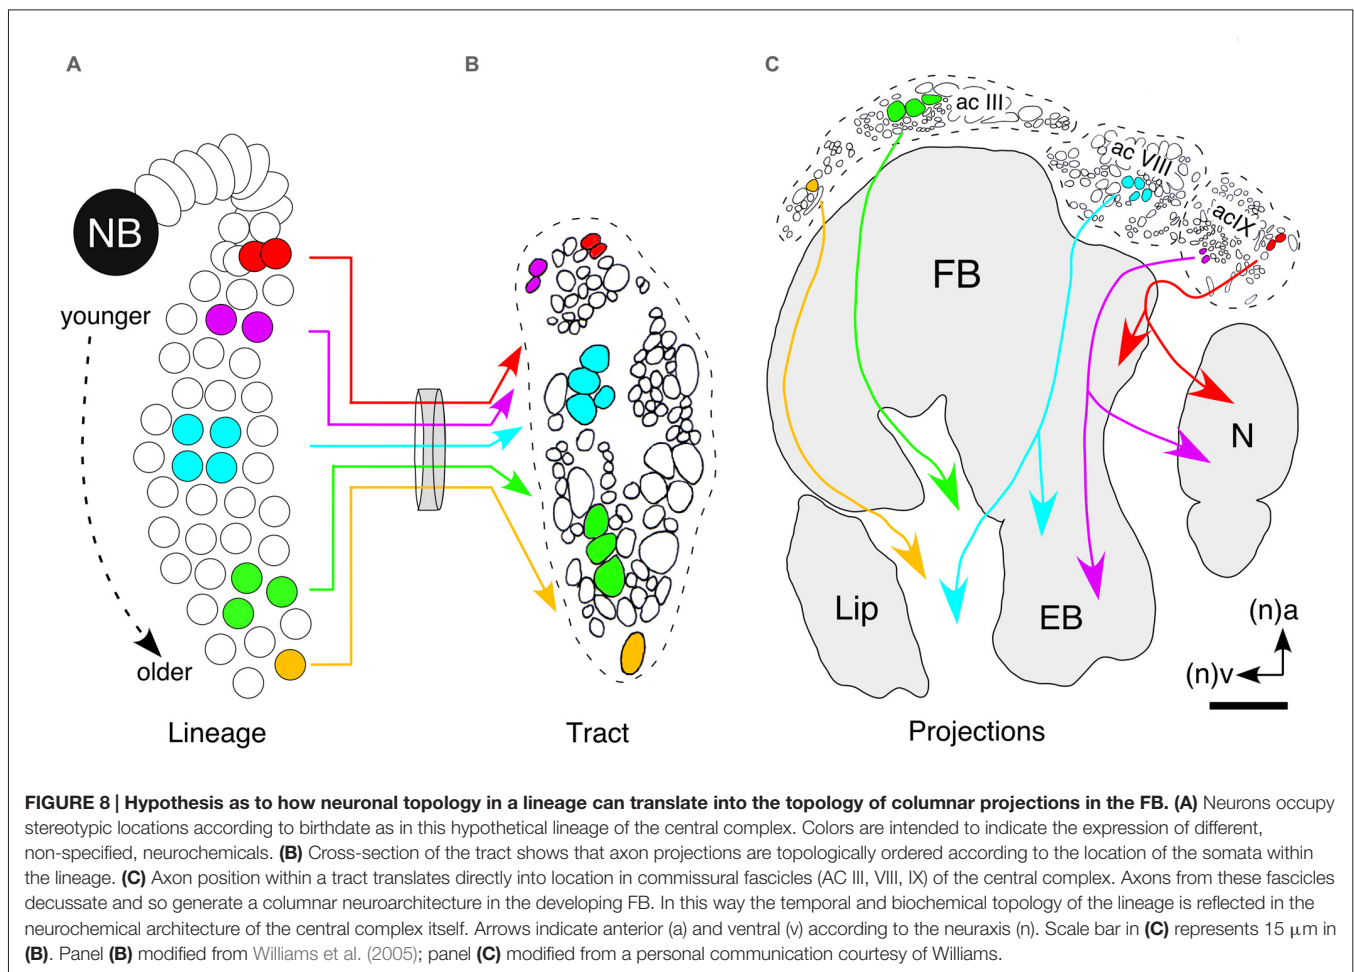 A
B
C
NB
younger
older
Lineage
Tract
ac III
ac VIII
acIX
FB
N
Lip
EB
(n)a
(n)v
Projections
FIGURE 8 | Hypothesis as to how neuronal topology in a lineage can translate into the topology of columnar projections in the FB. (A) Neurons occupy
stereotypic locations according to birthdate as in this hypothetical lineage of the central complex. Colors are intended to indicate the expression of different,
non-specified, neurochemicals. (B) Cross-section of the tract shows that axon projections are topologically ordered according to the location of the somata within
the lineage. (C) Axon position within a tract translates directly into location in commissural fascicles (AC III, VIII, IX) of the central complex. Axons from these fascicles
decussate and so generate a columnar neuroarchitecture in the developing FB. In this way the temporal and biochemical topology of the lineage is reflected in the
neurochemical architecture of the central complex itself. Arrows indicate anterior (a) and ventral (v) according to the neuraxis (n). Scale bar in (C) represents 15 μm in
(B). Panel (B) modified from Williams et al. (2005); panel (C) modified from a personal communication courtesy of Williams.